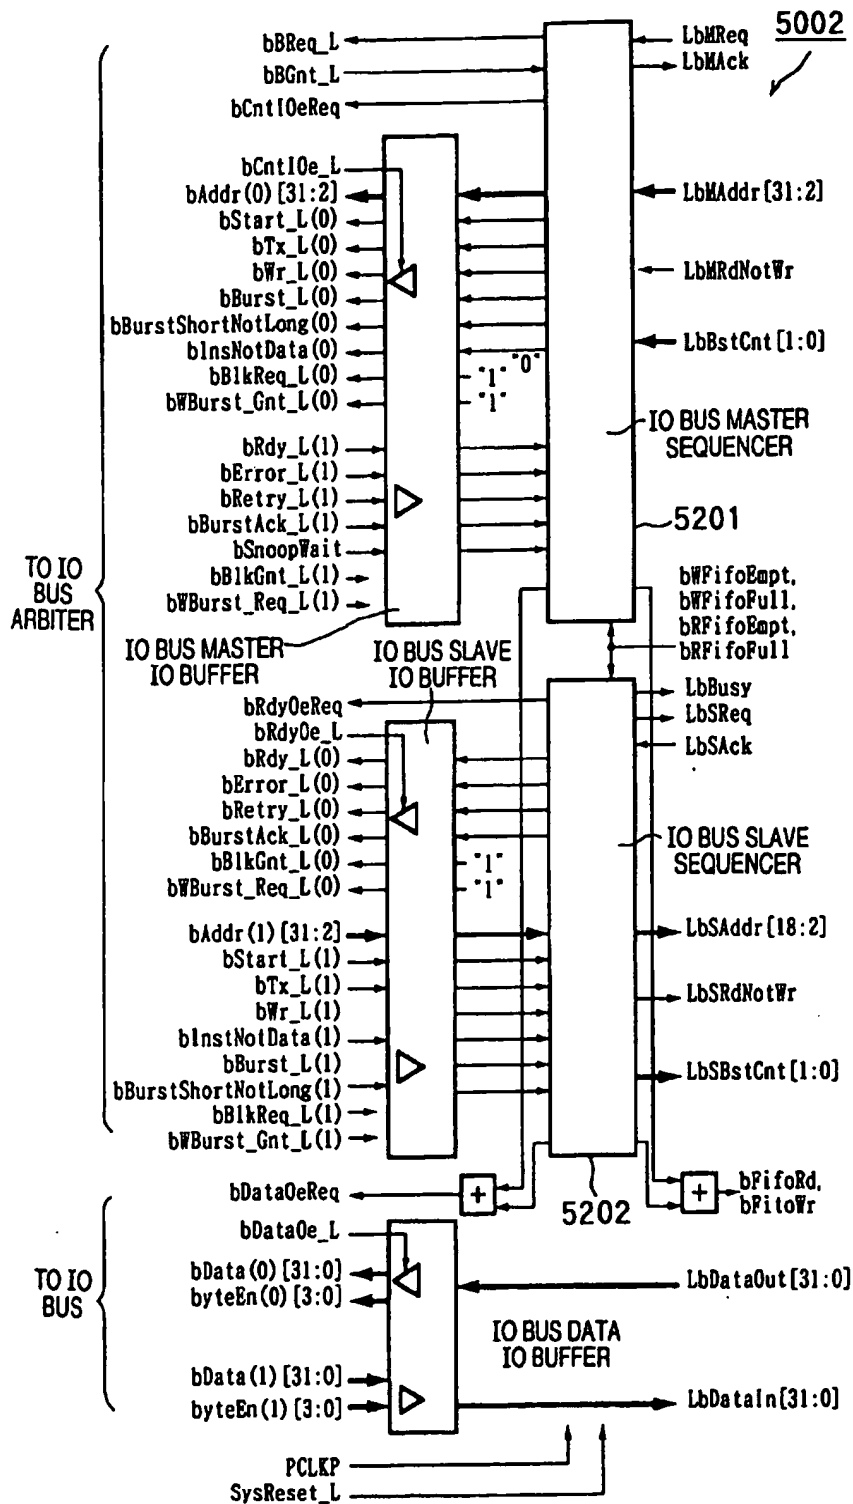 5002
bBReq_L
LbMReq
bBGnt_L
LbMAck
bCntIOeReq
bCntIOe_L
bAddr(0)[31:2]
LbMAddr[31:2]
bStart_L(0)
bTx_L(0)
bWr_L(0)
LbMRdNotWr
bBurst_L(0)
bBurstShortNotLong(0)
LbBstCnt[1:0]
bInsNotData(0)
"0"
bBlkReq_L(0)
"1"
bWBurst_Gnt_L(0)
"1"
IO BUS MASTER
SEQUENCER
bRdy_L(1)
bError_L(1)
bRetry_L(1)
bBurstAck_L(1)
5201
bSnoopWait
bBlkGnt_L(1)
bWBurst_Req_L(1)
TO IO
BUS
ARBITER
bWFifoEmpt,
bWFifoFull,
bRFifoEmpt,
bRFifoFull
IO BUS MASTER
IO BUFFER
IO BUS SLAVE
IO BUFFER
bRdyOeReq
LbBusy
LbSReq
bRdyOe_L
LbSAck
bRdy_L(0)
bError_L(0)
bRetry_L(0)
bBurstAck_L(0)
IO BUS SLAVE
SEQUENCER
bBlkGnt_L(0)
"1"
bWBurst_Req_L(0)
"1"
bAddr(1)[31:2]
LbSAddr[18:2]
bStart_L(1)
bTx_L(1)
LbSRdNotWr
bWr_L(1)
bInstNotData(1)
bBurst_L(1)
LbSBstCnt[1:0]
bBurstShortNotLong(1)
bBlkReq_L(1)
bWBurst_Gnt_L(1)
bDataOeReq
+
5202
+
bFifoRd,
bFitoWr
bDataOe_L
TO IO
BUS
bData(0)[31:0]
LbDataOut[31:0]
byteEn(0)[3:0]
IO BUS DATA
IO BUFFER
bData(1)[31:0]
byteEn(1)[3:0]
LbDataIn[31:0]
PCLKP
SysReset_L